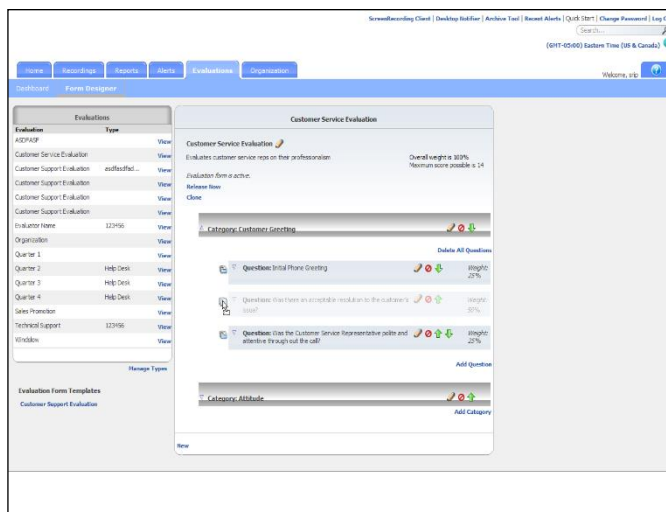 ScreenRecording Client | Desktop Notifier | Archive Tool | Recent Alerts | Quick Start | Change Password | Log O
Search...
(GMT-05:00) Eastern Time (US & Canada)
Home Recordings Reports Alerts Evaluations Organization
Welcome, srip
Dashboard Form Designer
Evaluations
Evaluation Type
ASDFASF View
Customer Service Evaluation View
Customer Support Evaluation asdfasdfad ... View
Customer Support Evaluation View
Customer Support Evaluation View
Customer Support Evaluation View
Evaluator Name 123456 View
Organization View
Quarter 1 View
Quarter 2 Help Desk View
Quarter 3 Help Desk View
Quarter 4 Help Desk View
Sales Promotion View
Technical Support 123456 View
Winddow View
Manage Types
Evaluation Form Templates
Customer Support Evaluation
Customer Service Evaluation
Customer Service Evaluation
Evaluates customer service reps on their professionalism
Overall weight is 100%
Maximum score possible is 14
Evaluation form is active.
Release Now
Clone
Category: Customer Greeting
Delete All Questions
Question: Initial Phone Greeting Weight:
25%
Question: Was there an acceptable resolution to the customer's Weight:
issue? 50%
Question: Was the Customer Service Representative polite and Weight:
attentive through out the call? 25%
Add Question
Category: Attitude
Add Category
New